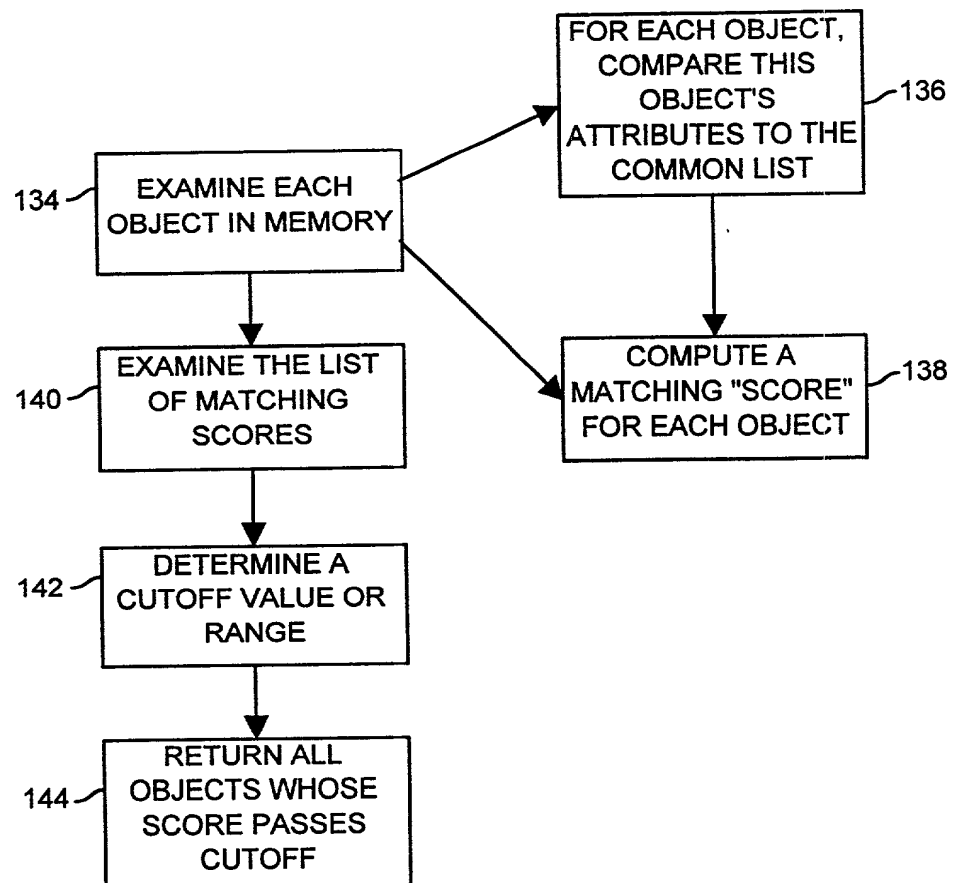 FOR EACH OBJECT,
COMPARE THIS
OBJECT'S
ATTRIBUTES TO THE
COMMON LIST
136
134
EXAMINE EACH
OBJECT IN MEMORY
COMPUTE A
MATCHING "SCORE"
FOR EACH OBJECT
138
140
EXAMINE THE LIST
OF MATCHING
SCORES
142
DETERMINE A
CUTOFF VALUE OR
RANGE
144
RETURN ALL
OBJECTS WHOSE
SCORE PASSES
CUTOFF